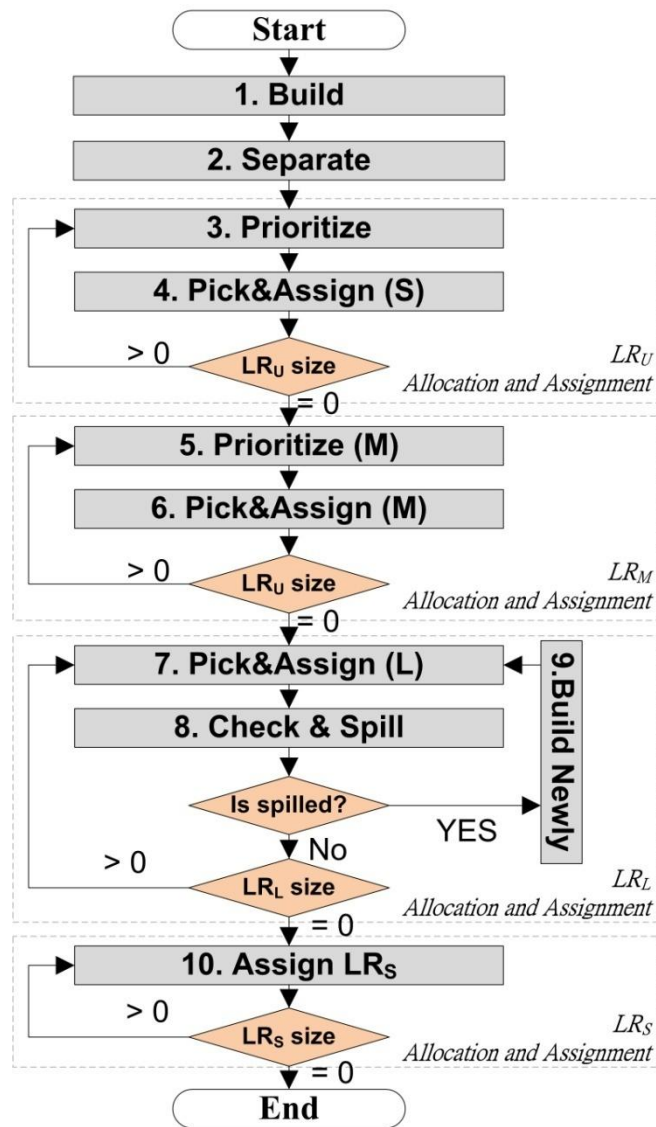 Start
1. Build
2. Separate
3. Prioritize
4. Pick&Assign (S)
> 0
LRU size
= 0
LRU
Allocation and Assignment
5. Prioritize (M)
6. Pick&Assign (M)
> 0
LRU size
= 0
LRM
Allocation and Assignment
7. Pick&Assign (L)
9.Build Newly
8. Check & Spill
Is spilled?
YES
No
> 0
LRL size
= 0
LRL
Allocation and Assignment
10. Assign LRS
> 0
LRS size
= 0
LRS
Allocation and Assignment
End